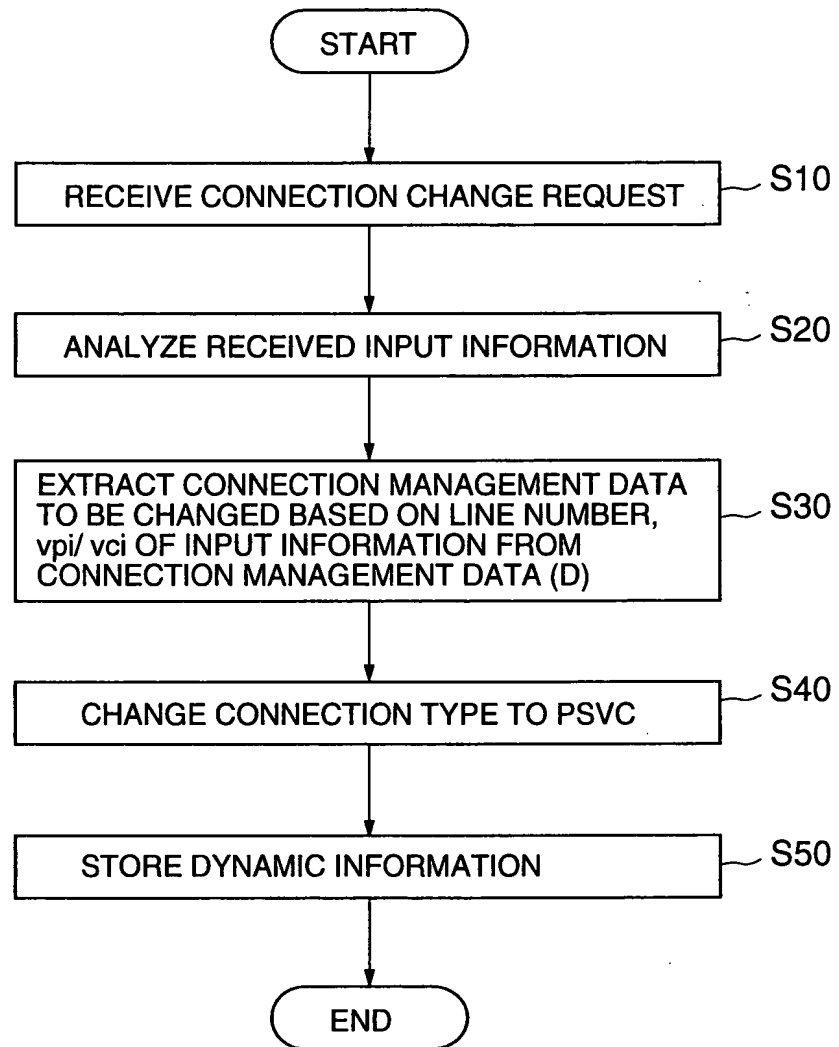 START
RECEIVE CONNECTION CHANGE REQUEST
S10
ANALYZE RECEIVED INPUT INFORMATION
S20
EXTRACT CONNECTION MANAGEMENT DATA
TO BE CHANGED BASED ON LINE NUMBER,
vpi/ vci OF INPUT INFORMATION FROM
CONNECTION MANAGEMENT DATA (D)
S30
CHANGE CONNECTION TYPE TO PSVC
S40
STORE DYNAMIC INFORMATION
S50
END